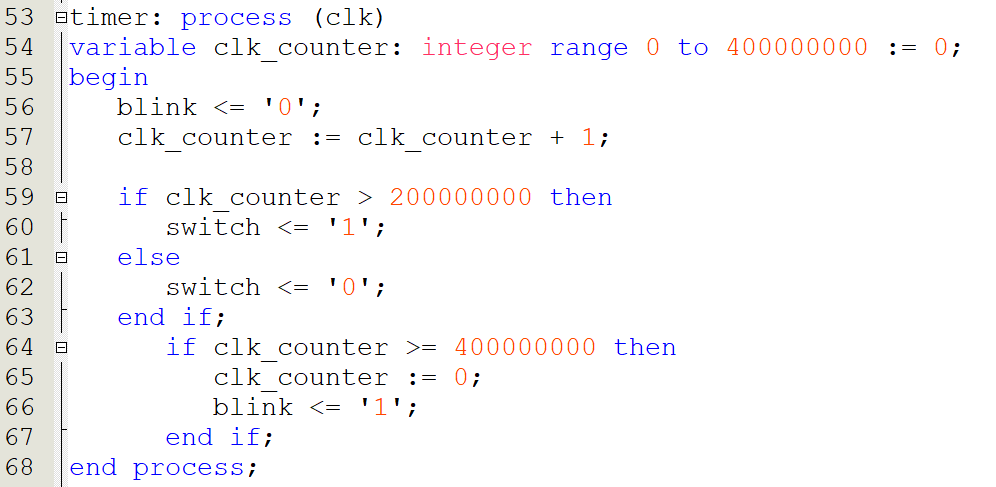 53 timer: process (clk)
54 variable clk_counter: integer range 0 to 400000000 := 0;
55 begin
56 blink <= '0';
57 clk_counter := clk_counter + 1;
58
59 if clk_counter > 200000000 then
60 switch <= '1';
61 else
62 switch <= '0';
63 end if;
64 if clk_counter >= 400000000 then
65 clk_counter := 0;
66 blink <= '1';
67 end if;
68 end process;